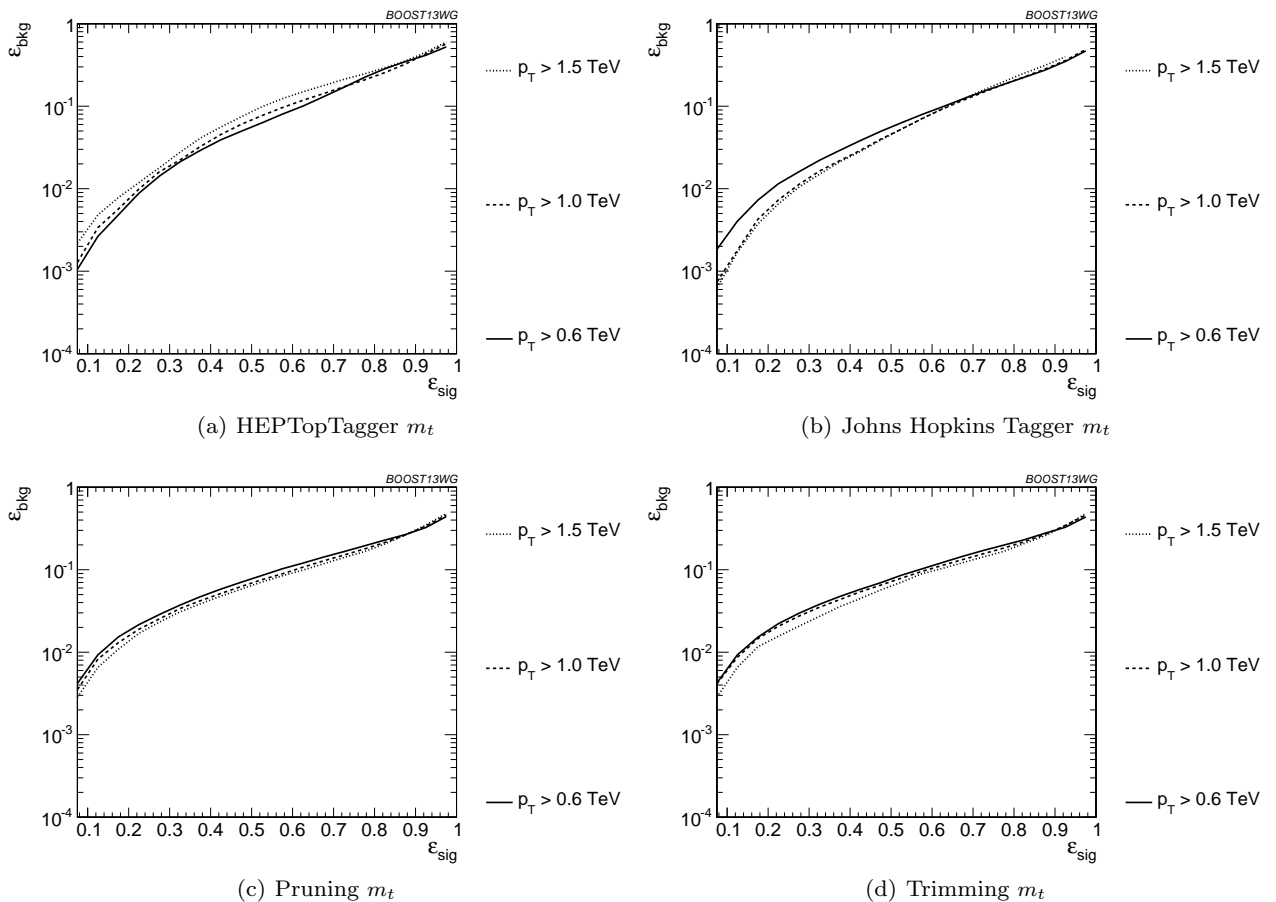 BOOST13WG
ε_bkg
1
10^-1
10^-2
10^-3
10^-4
0.1 0.2 0.3 0.4 0.5 0.6 0.7 0.8 0.9 1
ε_sig
p_T > 1.5 TeV
p_T > 1.0 TeV
p_T > 0.6 TeV
(a) HEPTopTagger m_t
BOOST13WG
ε_bkg
1
10^-1
10^-2
10^-3
10^-4
0.1 0.2 0.3 0.4 0.5 0.6 0.7 0.8 0.9 1
ε_sig
p_T > 1.5 TeV
p_T > 1.0 TeV
p_T > 0.6 TeV
(b) Johns Hopkins Tagger m_t
BOOST13WG
ε_bkg
1
10^-1
10^-2
10^-3
10^-4
0.1 0.2 0.3 0.4 0.5 0.6 0.7 0.8 0.9 1
ε_sig
p_T > 1.5 TeV
p_T > 1.0 TeV
p_T > 0.6 TeV
(c) Pruning m_t
BOOST13WG
ε_bkg
1
10^-1
10^-2
10^-3
10^-4
0.1 0.2 0.3 0.4 0.5 0.6 0.7 0.8 0.9 1
ε_sig
p_T > 1.5 TeV
p_T > 1.0 TeV
p_T > 0.6 TeV
(d) Trimming m_t